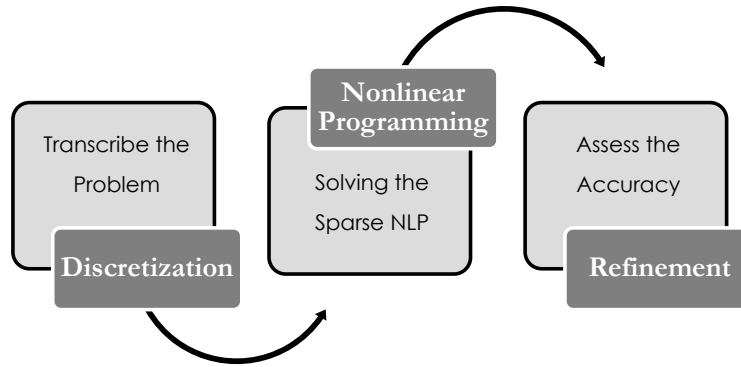 Transcribe the
Problem
Discretization
Nonlinear
Programming
Solving the
Sparse NLP
Assess the
Accuracy
Refinement